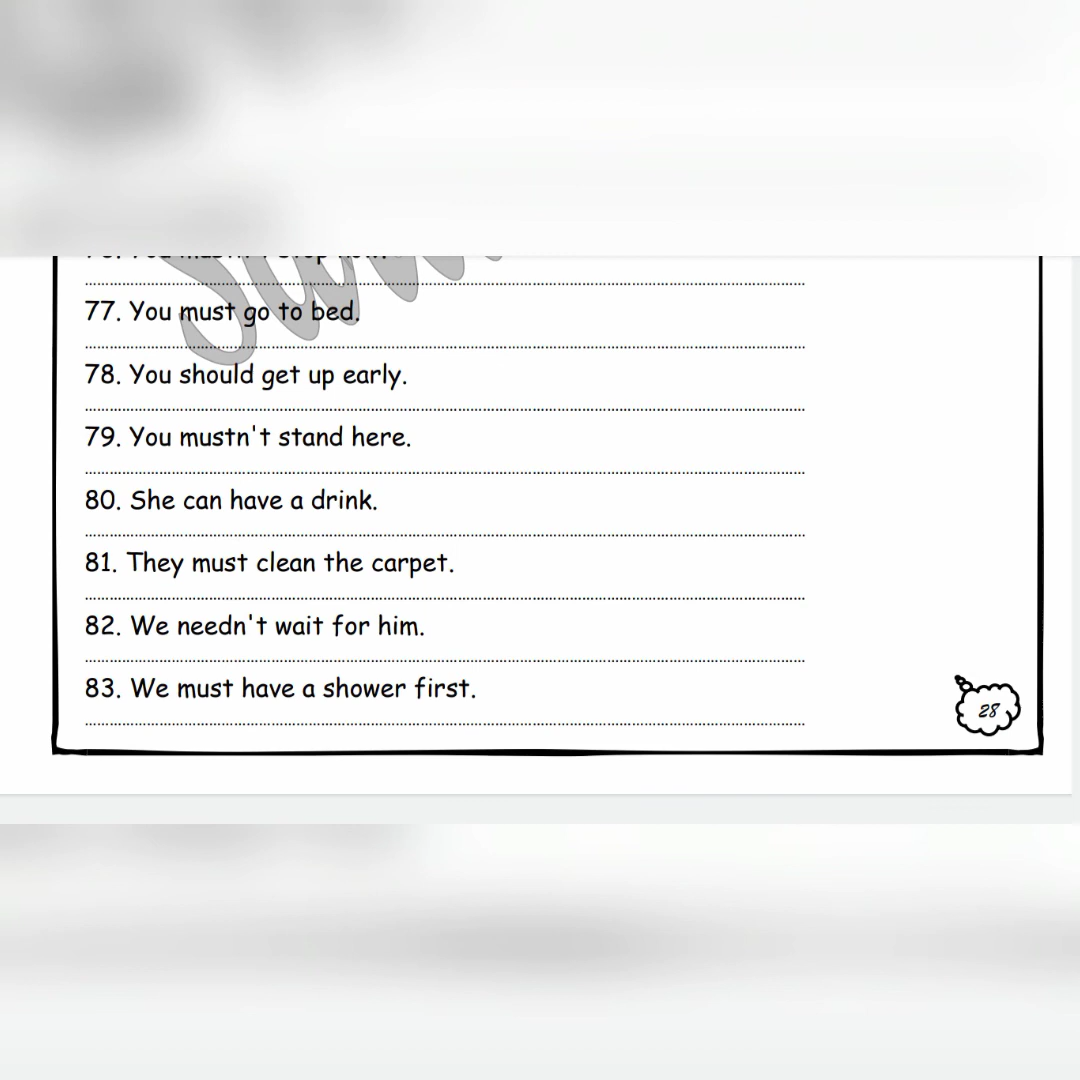 77. You must go to bed.
78. You should get up early.
79. You mustn't stand here.
80. She can have a drink.
81. They must clean the carpet.
82. We needn't wait for him.
83. We must have a shower first.
28